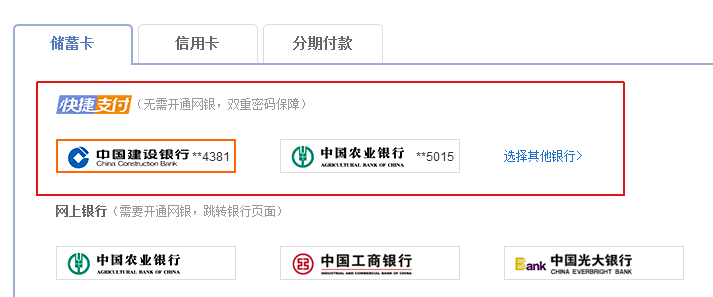 储蓄卡 信用卡 分期付款
快捷支付（无需开通网银，双重密码保障）
中国建设银行 **4381 中国农业银行 **5015 选择其他银行>
China Construction Bank AGRICULTURAL BANK OF CHINA
网上银行（需要开通网银，跳转银行页面）
中国农业银行 中国工商银行 Bank 中国光大银行
AGRICULTURAL BANK OF CHINA INDUSTRIAL AND COMMERCIAL BANK OF CHINA CHINA EVERBRIGHT BANK